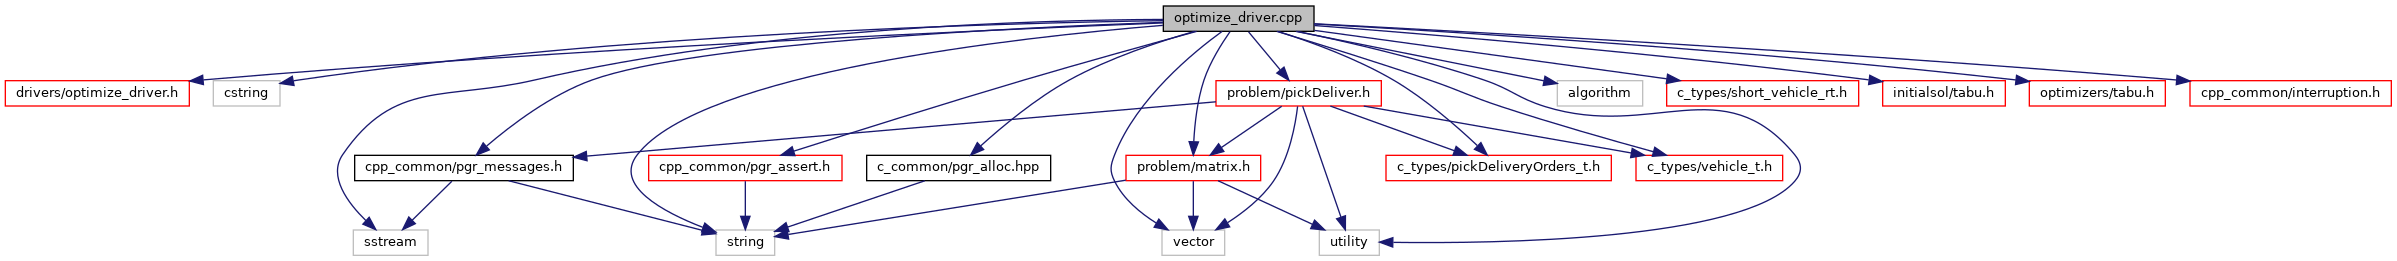 optimize_driver.cpp
drivers/optimize_driver.h
cstring
problem/pickDeliver.h
algorithm
c_types/short_vehicle_rt.h
initialsol/tabu.h
optimizers/tabu.h
cpp_common/interruption.h
cpp_common/pgr_messages.h
cpp_common/pgr_assert.h
c_common/pgr_alloc.hpp
problem/matrix.h
c_types/pickDeliveryOrders_t.h
c_types/vehicle_t.h
sstream
string
vector
utility